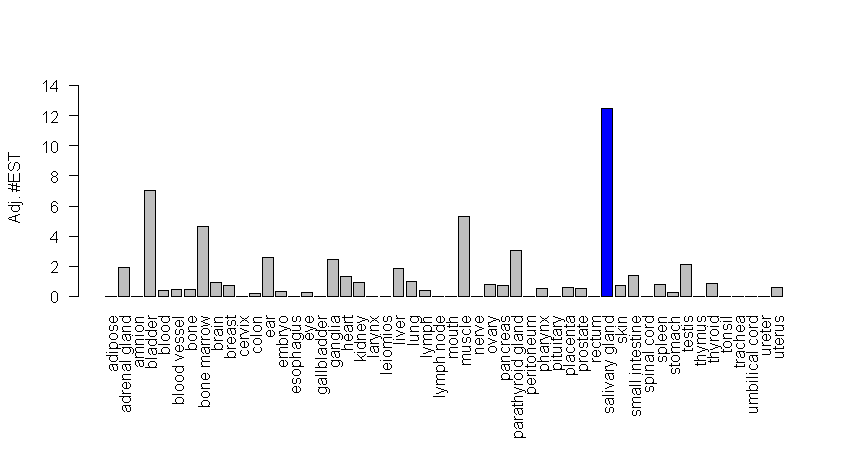 Adj. #EST
14
12
10
8
6
4
2
0
adipose
adrenal gland
amnion
bladder
blood
blood vessel
bone
bone marrow
brain
breast
cervix
colon
ear
embryo
esophagus
eye
gallbladder
ganglia
heart
kidney
larynx
leiomios
liver
lung
lymph
lymph node
mouth
muscle
nerve
ovary
pancreas
parathyroid gland
peritoneum
pharynx
pituitary
placenta
prostate
rectum
salivary gland
skin
small intestine
spinal cord
spleen
stomach
testis
thymus
thyroid
tonsil
trachea
umbilical cord
ureter
uterus